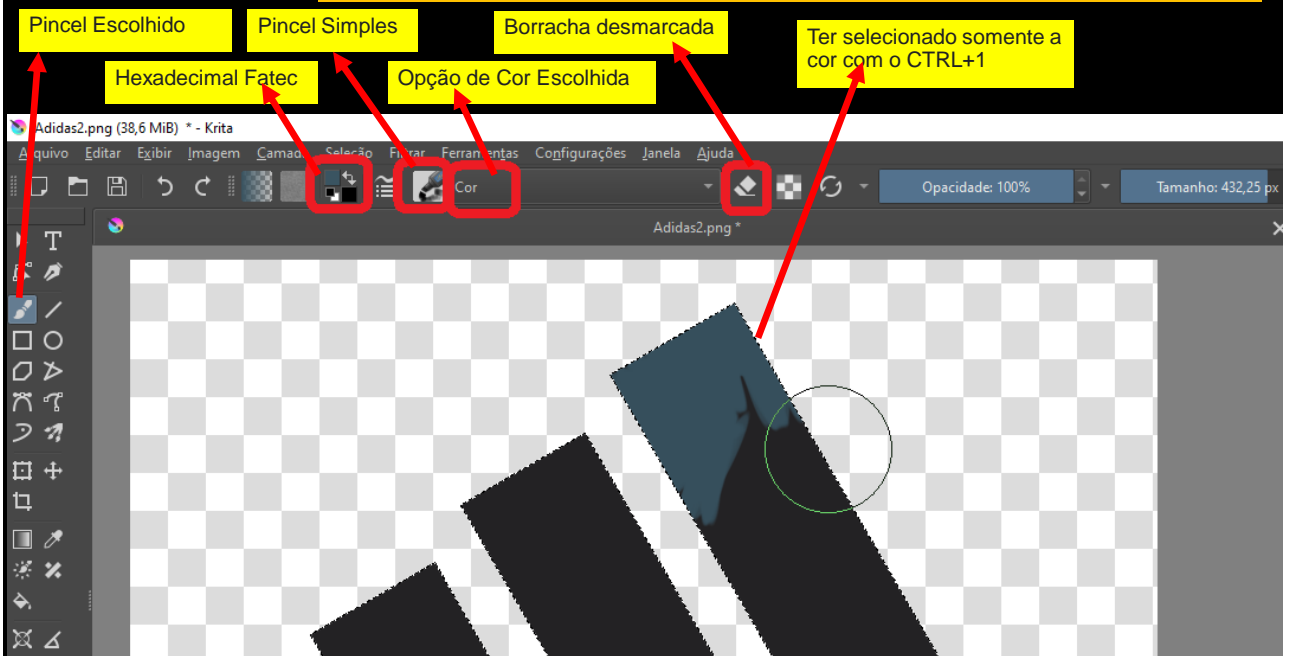 Pincel Escolhido
Pincel Simples
Borracha desmarcada
Ter selecionado somente a
cor com o CTRL+1
Hexadecimal Fatec
Opção de Cor Escolhida
Adidas2.png (38,6 MiB) * - Krita
Arquivo Editar Exibir Imagem Camada Seleção Filtrar Ferramentas Configurações Janela Ajuda
Cor
Opacidade: 100%
Tamanho: 432,25 px
Adidas2.png *